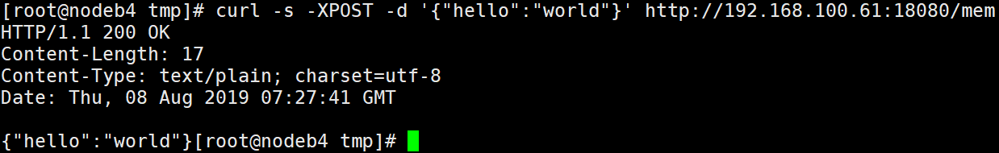 [root@nodeb4 tmp]# curl -s -XPOST -d '{"hello":"world"}' http://192.168.100.61:18080/mem
HTTP/1.1 200 OK
Content-Length: 17
Content-Type: text/plain; charset=utf-8
Date: Thu, 08 Aug 2019 07:27:41 GMT
{"hello":"world"}[root@nodeb4 tmp]#